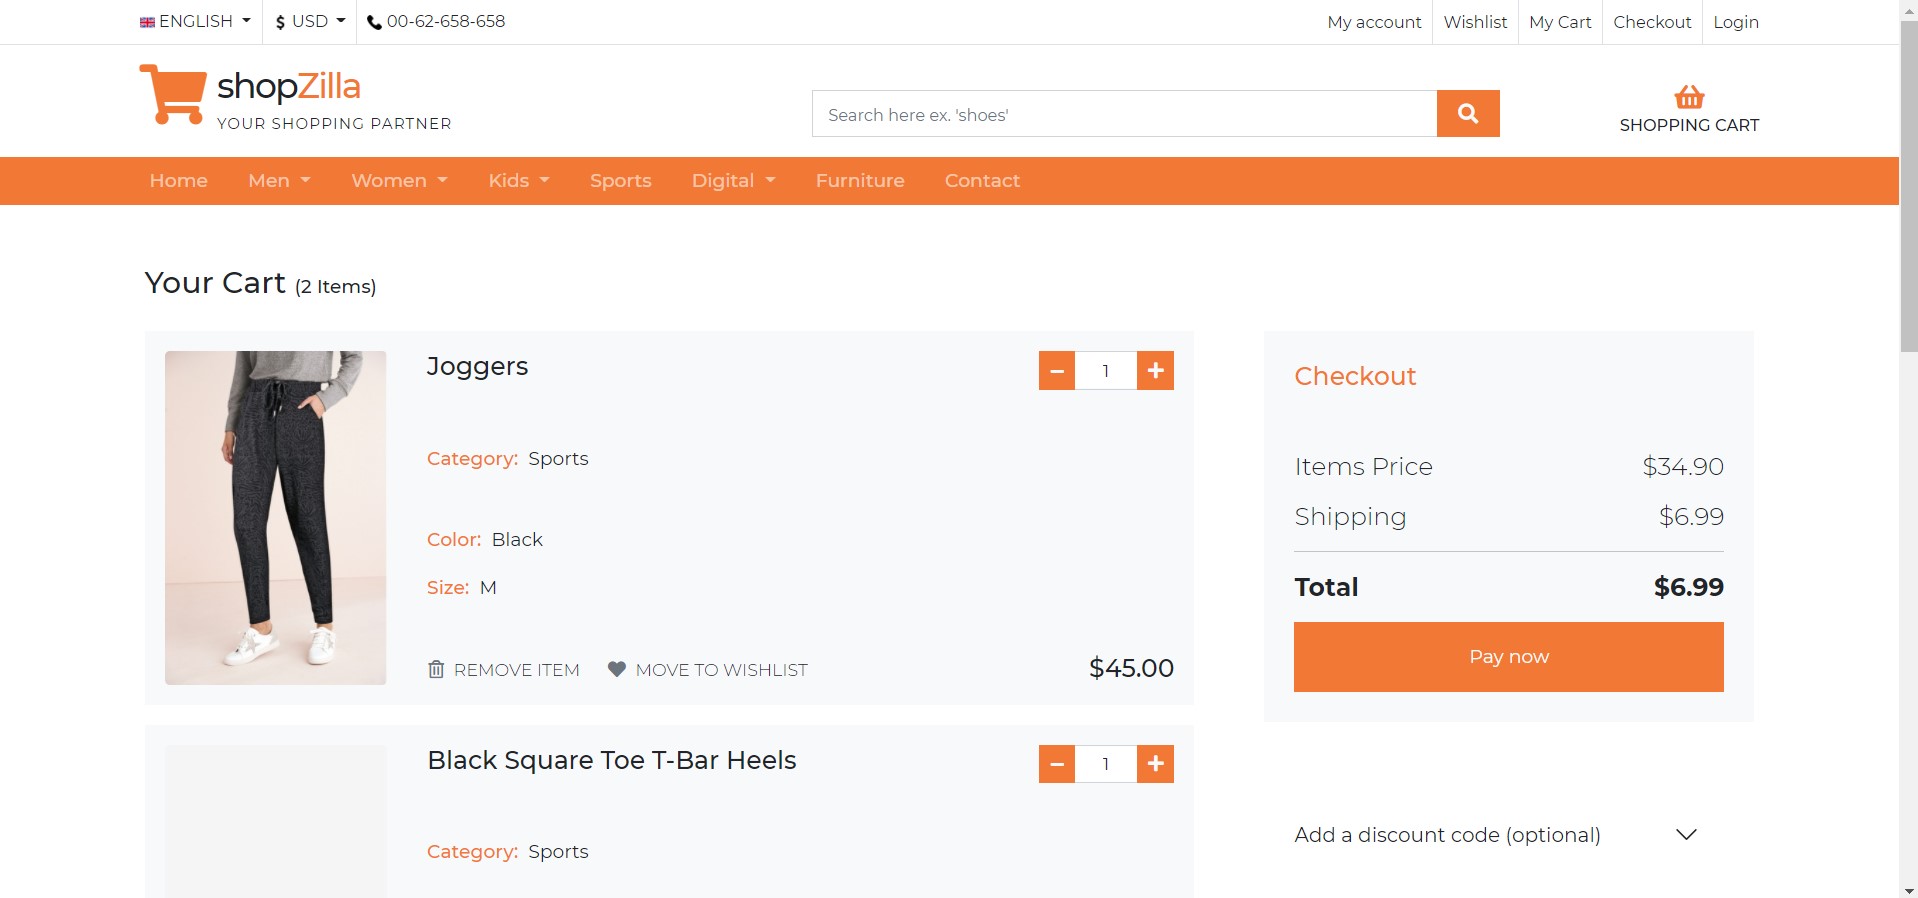 ENGLISH USD 00-62-658-658 My account Wishlist My Cart Checkout Login
shopZilla
YOUR SHOPPING PARTNER
Search here ex. 'shoes'
SHOPPING CART
Home Men Women Kids Sports Digital Furniture Contact
Your Cart (2 Items)
Joggers
1
Category: Sports
Color: Black
Size: M
REMOVE ITEM MOVE TO WISHLIST $45.00
Black Square Toe T-Bar Heels
1
Category: Sports
Checkout
Items Price $34.90
Shipping $6.99
Total $6.99
Pay now
Add a discount code (optional)